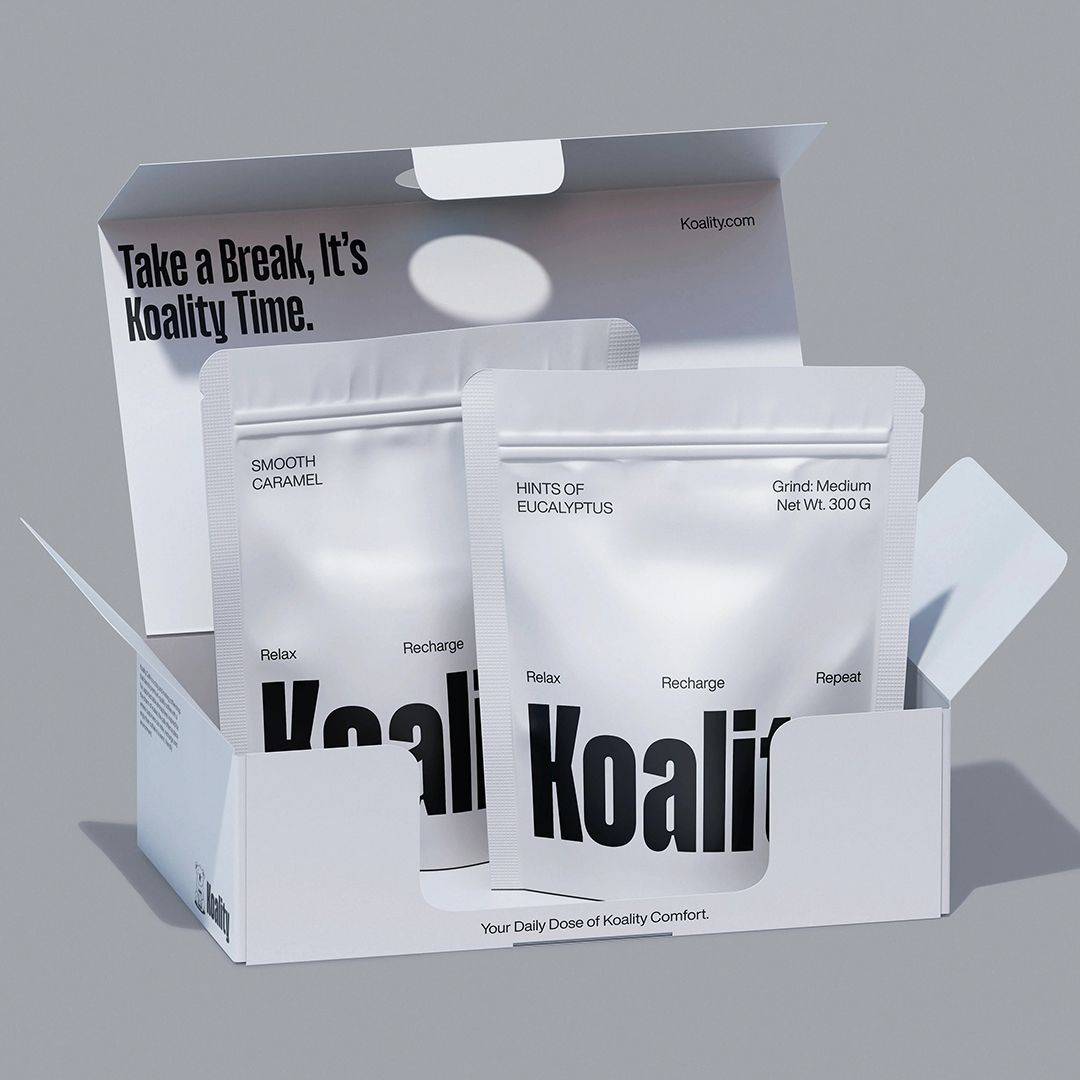 Take a Break, It's
Koality Time.
Koality.com
SMOOTH
CARAMEL
Relax
Recharge
Koali
HINTS OF
EUCALYPTUS
Grind: Medium
Net Wt. 300 G
Relax
Recharge
Repeat
Koalit
Koality
Your Daily Dose of Koality Comfort.